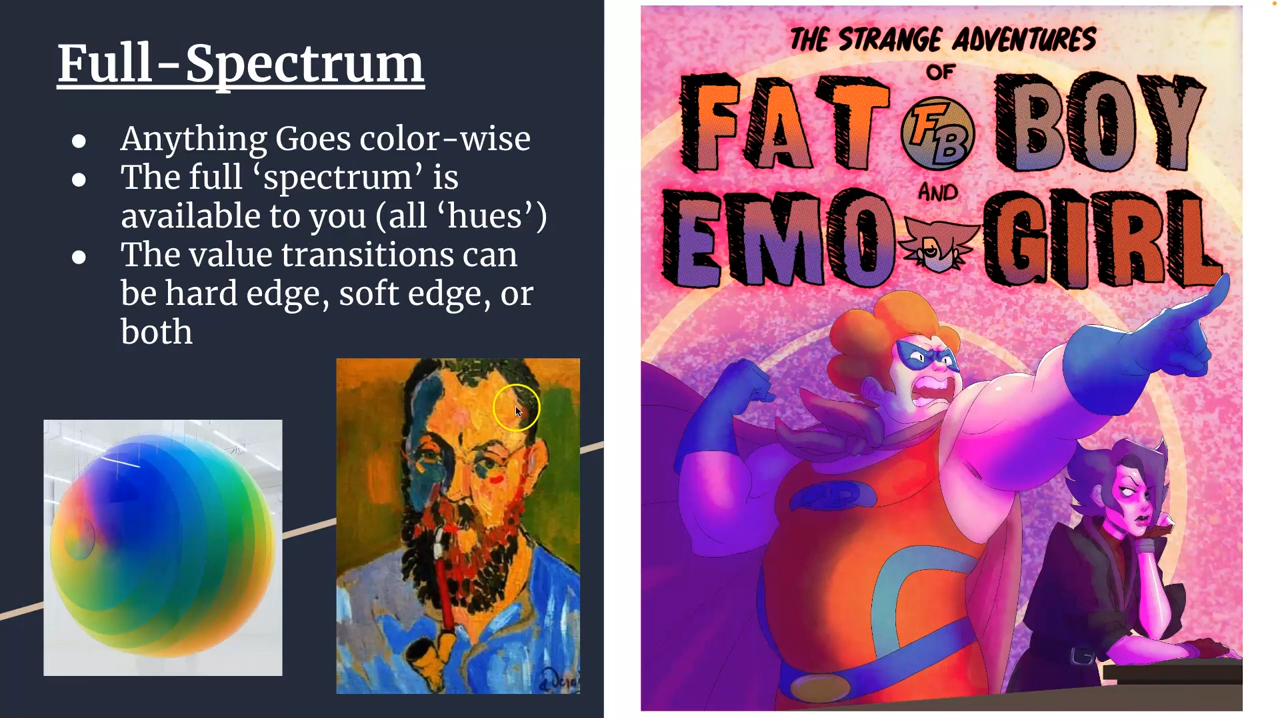 Full-Spectrum
● Anything Goes color-wise
● The full ‘spectrum’ is
available to you (all ‘hues’)
● The value transitions can
be hard edge, soft edge, or
both
THE STRANGE ADVENTURES
OF
FAT FB BOY
AND
EMO GIRL